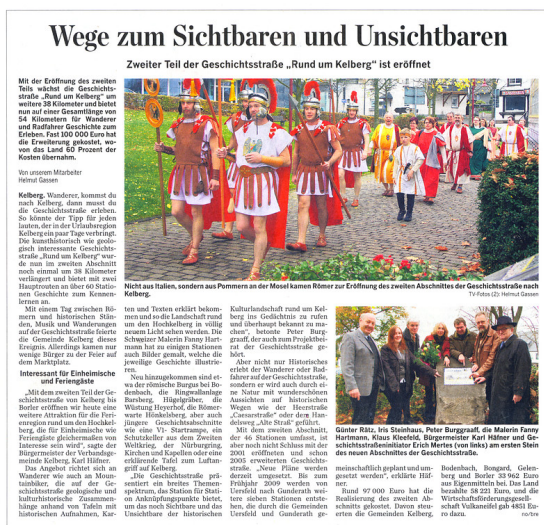 Wege zum Sichtbaren und Unsichtbaren
Zweiter Teil der Geschichtsstraße „Rund um Kelberg“ ist eröffnet
Mit der Eröffnung des zweiten
Teils wächst die Geschichts-
straße „Rund um Kelberg“ um
weitere 38 Kilometer und bietet
nun auf einer Gesamtlänge von
54 Kilometern für Wanderer
und Radfahrer Geschichte zum
Erleben. Fast 100 000 Euro hat
die Erweiterung gekostet, wo-
von das Land 60 Prozent der
Kosten übernahm.
Von unserem Mitarbeiter
Helmut Gassen
Kelberg. Wanderer, kommst du
nach Kelberg, dann musst du
die Geschichtsstraße erleben.
So könnte der Tipp für jeden
lauten, der in der Urlaubsregion
Kelberg ein paar Tage verbringt.
Die kunsthistorisch wie geolo-
gisch interessante Geschichts-
straße „Rund um Kelberg“ wur-
de nun im zweiten Abschnitt
noch einmal um 38 Kilometer
verlängert und bietet mit zwei
Hauptrouten an über 60 Statio-
nen Geschichte zum Kennen-
lernen an.
Mit einem Tag zwischen Rö-
mern und historischen Stän-
den, Musik und Wanderungen
auf der Geschichtsstraße feierte
die Gemeinde Kelberg dieses
Ereignis. Allerdings kamen nur
wenige Bürger zu der Feier auf
dem Marktplatz.
Interessant für Einheimische
und Feriengäste
„Mit dem zweiten Teil der Ge-
schichtsstraße von Kelberg bis
Borler eröffnen wir heute eine
weitere Attraktion für die Feri-
enregion rund um den Hochkel-
berg, die für Einheimische wie
Feriengäste gleichermaßen von
Interesse sein wird“, sagte der
Bürgermeister der Verbandsge-
meinde Kelberg, Karl Häfner.
Das Angebot richtet sich an
Wanderer wie auch an Moun-
tainbiker, die auf der Ge-
schichtsstraße geologische und
kulturhistorische Zusammen-
hänge anhand von Tafeln mit
historischen Aufnahmen, Kar-
Nicht aus Italien, sondern aus Pommern an der Mosel kamen Römer zur Eröffnung des zweiten Abschnittes der Geschichtsstraße nach
Kelberg.
TV-Fotos (2): Helmut Gassen
ten und Texten erklärt bekom-
men und so die Landschaft rund
um den Hochkelberg in völlig
neuem Licht sehen werden. Die
Schweizer Malerin Fanny Hart-
mann hat zu einigen Stationen
auch Bilder gemalt, welche die
jeweilige Geschichte illustrie-
ren.
Neu hinzugekommen sind et-
wa der römische Burgus bei Bo-
denbach, die Ringwallanlage
Barsberg, Hügelgräber, die
Wüstung Heyerhof, die Römer-
warte Hönkelberg, aber auch
jüngere Geschichtsabschnitte
wie eine V1- Startrampe, ein
Schutzkeller aus dem Zweiten
Weltkrieg, der Nürburgring,
Kirchen und Kapellen oder eine
erklärende Tafel zum Luftan-
griff auf Kelberg.
„Die Geschichtsstraße prä-
sentiert ein breites Themen-
spektrum, das Station für Stati-
on Anknüpfungspunkte bietet,
um das noch Sichtbare und das
Unsichtbare der historischen
Kulturlandschaft rund um Kel-
berg ins Gedächtnis zu rufen
und überhaupt bekannt zu ma-
chen“, betonte Peter Burg-
graaff, der auch zum Projektbei-
rat der Geschichtsstraße ge-
hört.
Aber nicht nur Historisches
erlebt der Wanderer oder Rad-
fahrer auf der Geschichtsstraße,
sondern er wird auch durch ei-
ne Natur mit wunderschönen
Aussichten auf historischen
Wegen wie der Heerstraße
„Caesarstraße“ oder dem Han-
delsweg „Alte Straß“ geführt.
Mit dem zweiten Abschnitt,
der 46 Stationen umfasst, ist
die noch nicht Schluss mit der
2001 eröffneten und schon
2005 erweiterten Geschichts-
straße. „Neue Pläne werden
derzeit umgesetzt. Bis zum
Frühjahr 2009 werden von
Uersfeld nach Gunderath wei-
tere sieben Stationen entste-
hen, die durch die Gemeinden
Uersfeld und Gunderath ge-
Günter Rätz, Iris Steinhaus, Peter Burggraaff, die Malerin Fanny
Hartmann, Klaus Kleefeld, Bürgermeister Karl Häfner und Ge-
schichtsstraßeninitiator Erich Mertes (von links) am ersten Stein
des neuen Abschnittes der Geschichtsstraße.
meinschaftlich geplant und um-
gesetzt werden“, erklärte Häf-
ner.
Rund 97 000 Euro hat die
Realisierung des zweiten Ab-
schnittes gekostet. Davon steu-
erten die Gemeinden Kelberg,
Bodenbach, Bongard, Gelen-
berg und Borler 33 962 Euro
aus Eigenmitteln bei. Das Land
bezahlte 58 221 Euro, und die
Wirtschaftsförderungsgesell-
schaft Vulkaneifel gab 4851 Eu-
ro dazu.
no/bre